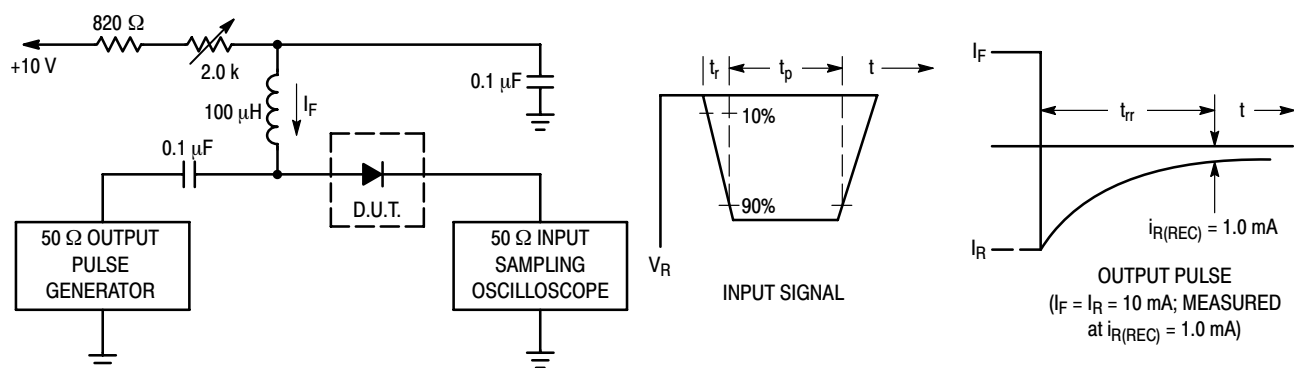 820 Ω
+10 V
2.0 k
100 μH
I_F
0.1 μF
0.1 μF
D.U.T.
50 Ω OUTPUT
PULSE
GENERATOR
50 Ω INPUT
SAMPLING
OSCILLOSCOPE
t_r
t_p
t
10%
90%
V_R
INPUT SIGNAL
I_F
t_rr
t
I_R
i_R(REC) = 1.0 mA
OUTPUT PULSE
(I_F = I_R = 10 mA; MEASURED
at i_R(REC) = 1.0 mA)